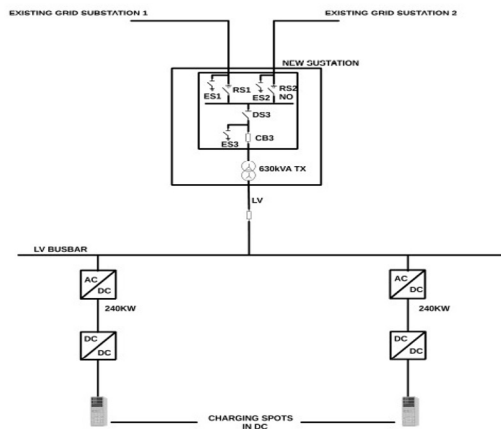 EXISTING GRID SUBSTATION 1
EXISTING GRID SUSTATION 2
NEW SUSTATION
ES1
RS1
ES2
RS2
NO
DS3
ES3
CB3
630kVA TX
LV
LV BUSBAR
AC
DC
AC
DC
240KW
240KW
DC
DC
DC
DC
CHARGING SPOTS
IN DC